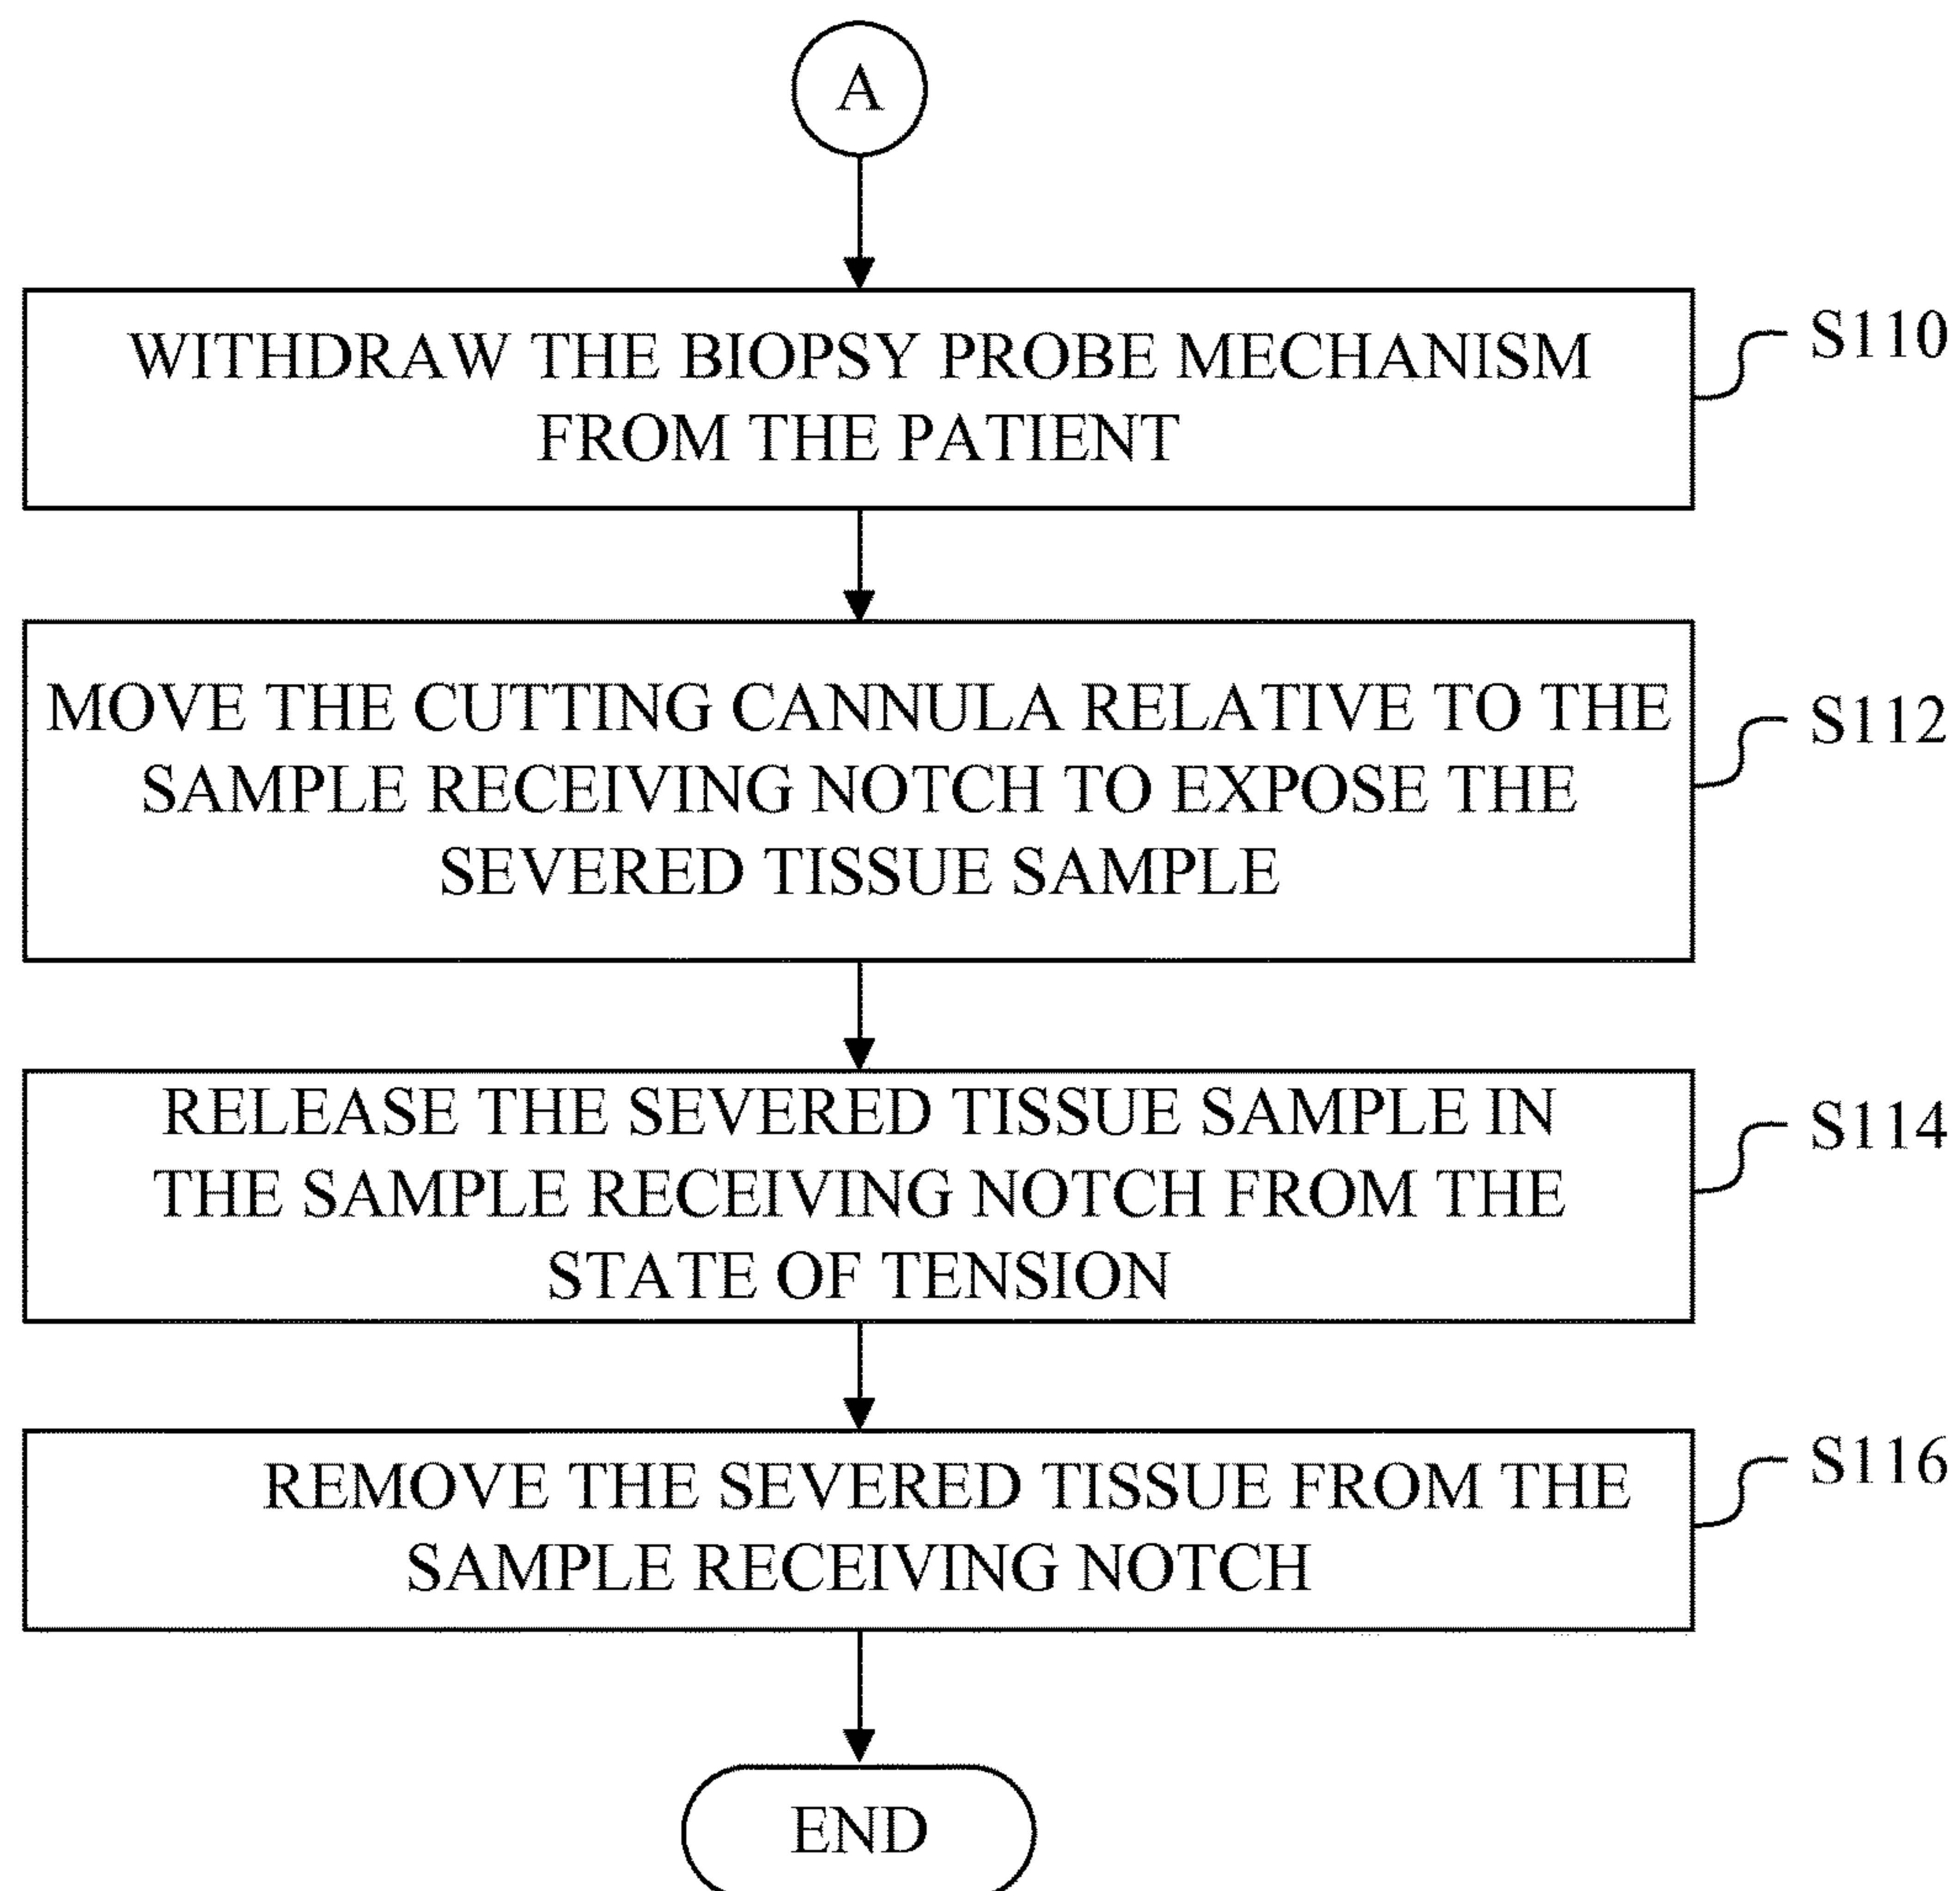 A
WITHDRAW THE BIOPSY PROBE MECHANISM
FROM THE PATIENT
S110
MOVE THE CUTTING CANNULA RELATIVE TO THE
SAMPLE RECEIVING NOTCH TO EXPOSE THE
SEVERED TISSUE SAMPLE
S112
RELEASE THE SEVERED TISSUE SAMPLE IN
THE SAMPLE RECEIVING NOTCH FROM THE
STATE OF TENSION
S114
REMOVE THE SEVERED TISSUE FROM THE
SAMPLE RECEIVING NOTCH
S116
END